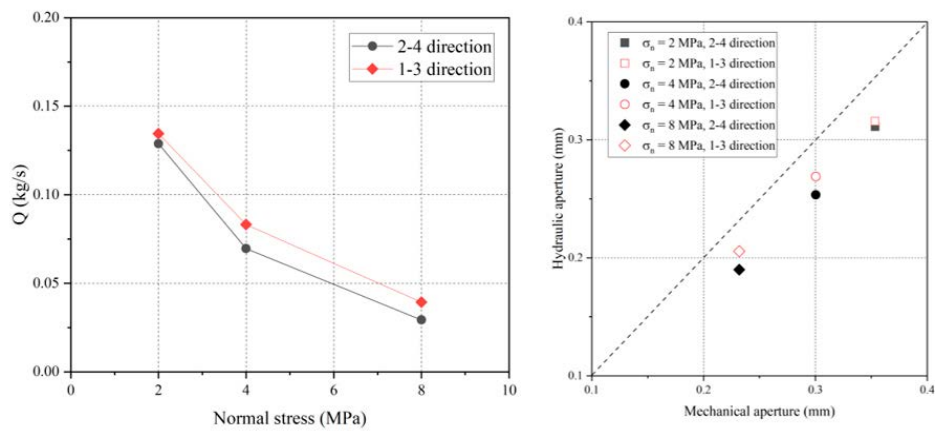 0.20
0.15
0.10
0.05
0.00
Q (kg/s)
0
2
4
6
8
10
Normal stress (MPa)
2-4 direction
1-3 direction
0.4
0.3
0.2
0.1
Hydraulic aperture (mm)
0.1
0.2
0.3
0.4
Mechanical aperture (mm)
σn = 2 MPa, 2-4 direction
σn = 2 MPa, 1-3 direction
σn = 4 MPa, 2-4 direction
σn = 4 MPa, 1-3 direction
σn = 8 MPa, 2-4 direction
σn = 8 MPa, 1-3 direction